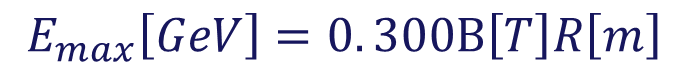 E_max[GeV] = 0.300B[T]R[m]